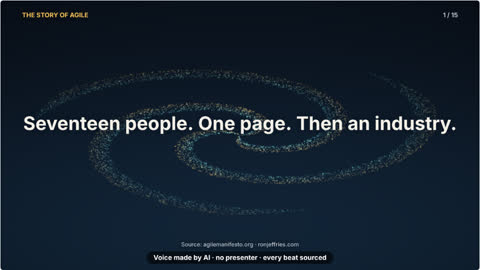 THE STORY OF AGILE
1 / 15
Seventeen people. One page. Then an industry.
Source: agilemanifesto.org · ronjeffries.com
Voice made by AI · no presenter · every beat sourced